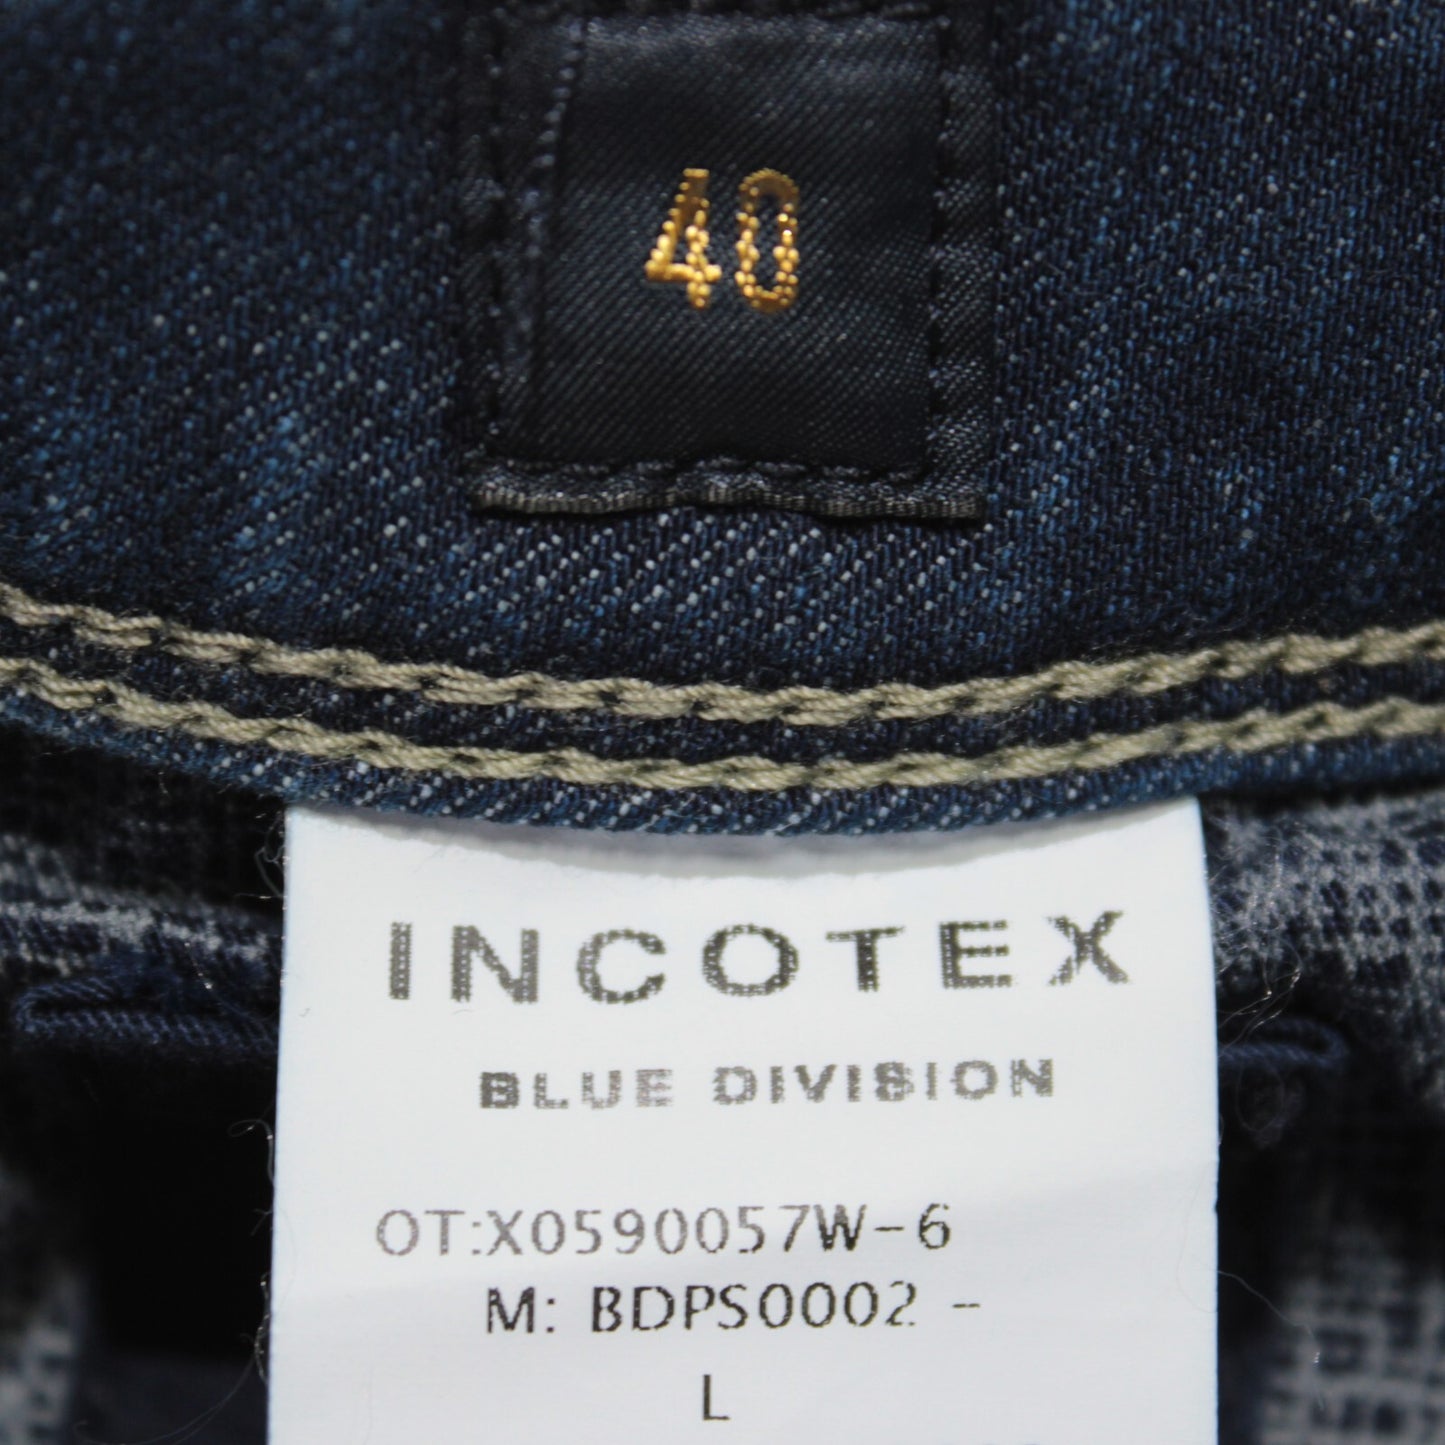 40
INCOTEX
BLUE DIVISION
OT:X0590057W-6
M: BDPS0002 -
L